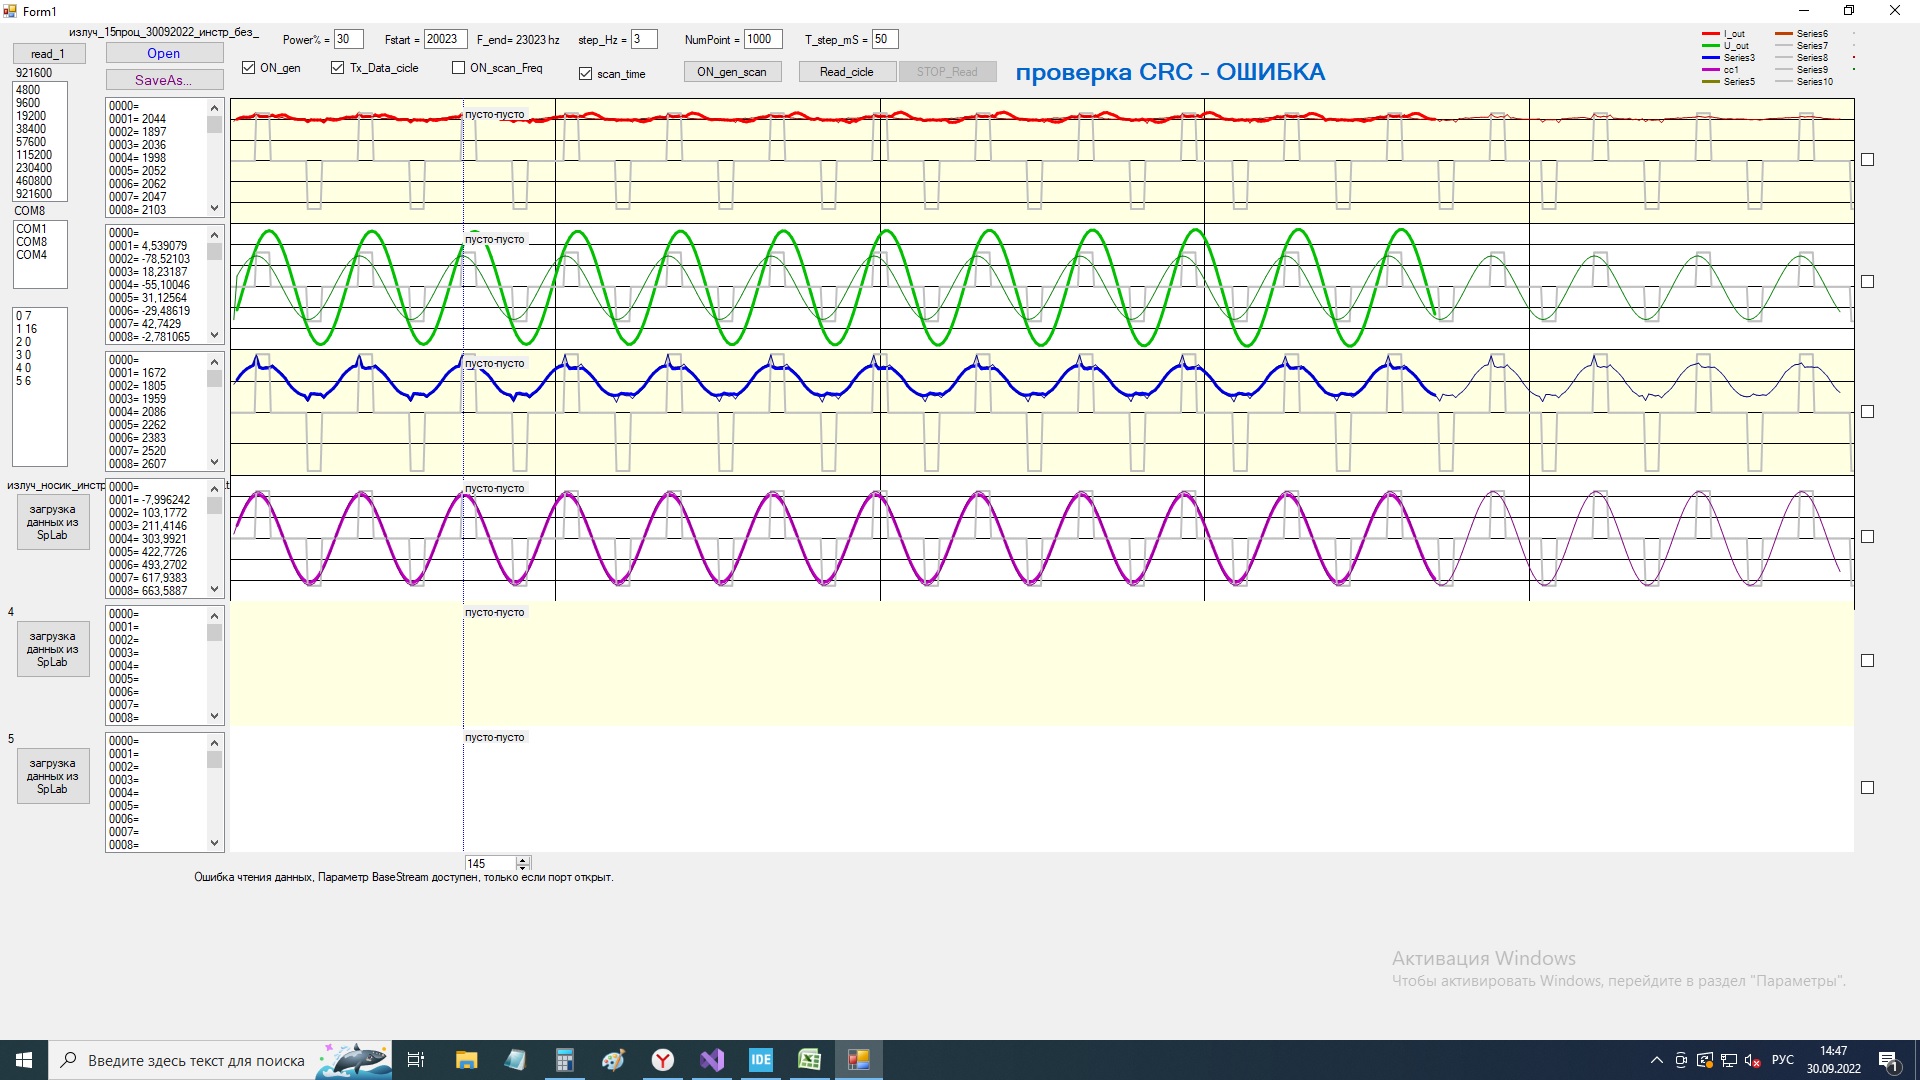 Form1
излуч_15проц_30092022_инстр_без_
read_1
Open
Power% = 30
Fstart = 20023
F_end= 23023 hz
step_Hz = 3
NumPoint = 1000
T_step_mS = 50
921600
SaveAs...
ON_gen
Tx_Data_cicle
ON_scan_Freq
scan_time
ON_gen_scan
Read_cicle
STOP_Read
проверка CRC - ОШИБКА
I_out
U_out
Series3
cc1
Series5
Series6
Series7
Series8
Series9
Series10
4800
9600
19200
38400
57600
115200
230400
460800
921600
COM8
COM1
COM8
COM4
0 7
1 16
2 0
3 0
4 0
5 6
0000=
0001= 2044
0002= 1897
0003= 2036
0004= 1998
0005= 2052
0006= 2062
0007= 2047
0008= 2103
пусто-пусто
0000=
0001= 4,539079
0002= -78,52103
0003= 18,23187
0004= -55,10046
0005= 31,12564
0006= -29,48619
0007= 42,7429
0008= -2,781065
пусто-пусто
0000=
0001= 1672
0002= 1805
0003= 1959
0004= 2086
0005= 2262
0006= 2383
0007= 2520
0008= 2607
пусто-пусто
излуч_носик_инстр
загрузка
данных из
SpLab
0000=
0001= -7,996242
0002= 103,1772
0003= 211,4146
0004= 303,9921
0005= 422,7726
0006= 493,2702
0007= 617,9383
0008= 663,5887
пусто-пусто
4
загрузка
данных из
SpLab
0000=
0001=
0002=
0003=
0004=
0005=
0006=
0007=
0008=
пусто-пусто
5
загрузка
данных из
SpLab
0000=
0001=
0002=
0003=
0004=
0005=
0006=
0007=
0008=
пусто-пусто
145
Ошибка чтения данных, Параметр BaseStream доступен, только если порт открыт.
Активация Windows
Чтобы активировать Windows, перейдите в раздел "Параметры".
Введите здесь текст для поиска
IDE
РУС
14:47
30.09.2022
1